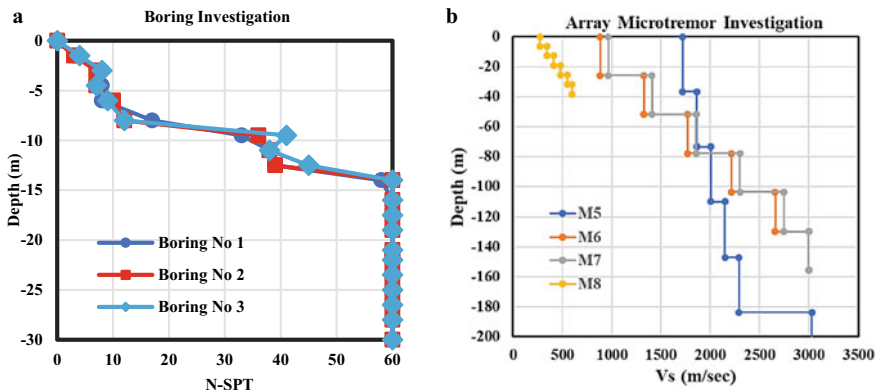 a
Boring Investigation
0
-5
-10
-15
-20
-25
-30
Depth (m)
Boring No 1
Boring No 2
Boring No 3
0 10 20 30 40 50 60
N-SPT
b
Array Microtremor Investigation
0
-20
-40
-60
-80
-100
-120
-140
-160
-180
-200
Depth (m)
M5
M6
M7
M8
0 500 1000 1500 2000 2500 3000 3500
Vs (m/sec)